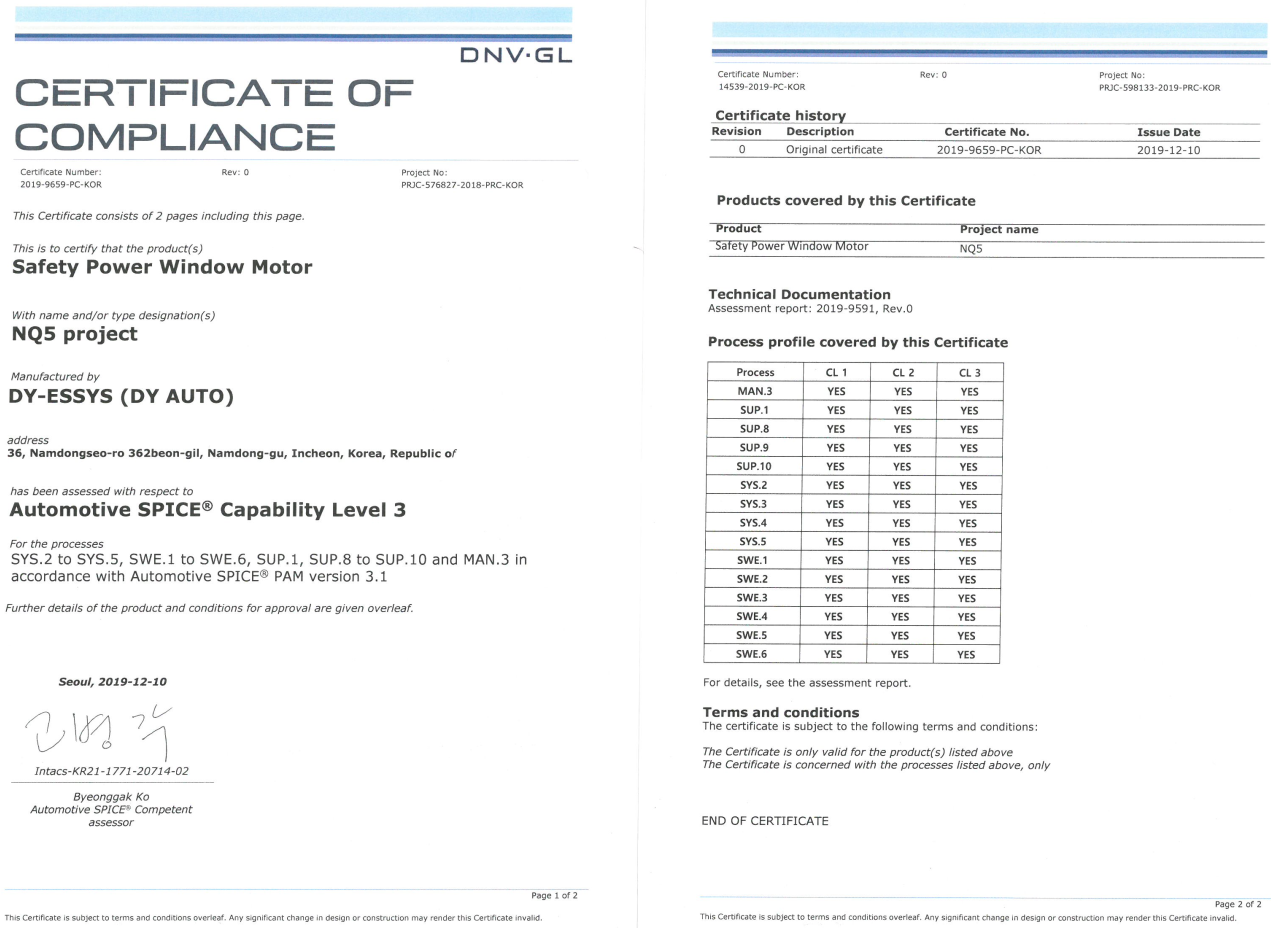 DNV·GL
CERTIFICATE OF
COMPLIANCE
Certificate Number:
2019-9659-PC-KOR
Rev: 0
Project No:
PRJC-576827-2018-PRC-KOR
This Certificate consists of 2 pages including this page.
This is to certify that the product(s)
Safety Power Window Motor
With name and/or type designation(s)
NQ5 project
Manufactured by
DY-ESSYS (DY AUTO)
address
36, Namdongseo-ro 362beon-gil, Namdong-gu, Incheon, Korea, Republic of
has been assessed with respect to
Automotive SPICE® Capability Level 3
For the processes
SYS.2 to SYS.5, SWE.1 to SWE.6, SUP.1, SUP.8 to SUP.10 and MAN.3 in
accordance with Automotive SPICE® PAM version 3.1
Further details of the product and conditions for approval are given overleaf.
Seoul, 2019-12-10
Intacs-KR21-1771-20714-02
Byeonggak Ko
Automotive SPICE® Competent
assessor
Page 1 of 2
This Certificate is subject to terms and conditions overleaf. Any significant change in design or construction may render this Certificate invalid.
Certificate Number:
14539-2019-PC-KOR
Rev: 0
Project No:
PRJC-598133-2019-PRC-KOR
Certificate history
Revision Description Certificate No. Issue Date
0 Original certificate 2019-9659-PC-KOR 2019-12-10
Products covered by this Certificate
Product Project name
Safety Power Window Motor NQ5
Technical Documentation
Assessment report: 2019-9591, Rev.0
Process profile covered by this Certificate
Process CL 1 CL 2 CL 3
MAN.3 YES YES YES
SUP.1 YES YES YES
SUP.8 YES YES YES
SUP.9 YES YES YES
SUP.10 YES YES YES
SYS.2 YES YES YES
SYS.3 YES YES YES
SYS.4 YES YES YES
SYS.5 YES YES YES
SWE.1 YES YES YES
SWE.2 YES YES YES
SWE.3 YES YES YES
SWE.4 YES YES YES
SWE.5 YES YES YES
SWE.6 YES YES YES
For details, see the assessment report.
Terms and conditions
The certificate is subject to the following terms and conditions:
The Certificate is only valid for the product(s) listed above
The Certificate is concerned with the processes listed above, only
END OF CERTIFICATE
Page 2 of 2
This Certificate is subject to terms and conditions overleaf. Any significant change in design or construction may render this Certificate invalid.